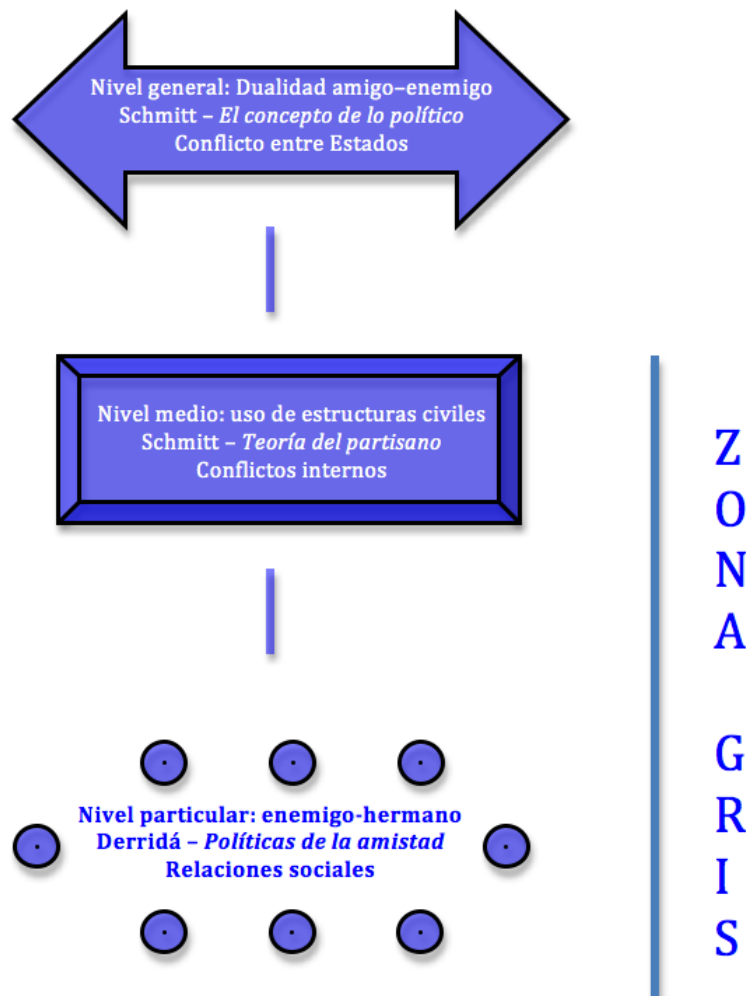 Nivel general: Dualidad amigo–enemigo
Schmitt – El concepto de lo político
Conflicto entre Estados
Nivel medio: uso de estructuras civiles
Schmitt – Teoría del partisano
Conflictos internos
Nivel particular: enemigo-hermano
Derridá – Políticas de la amistad
Relaciones sociales
Z
O
N
A
G
R
I
S